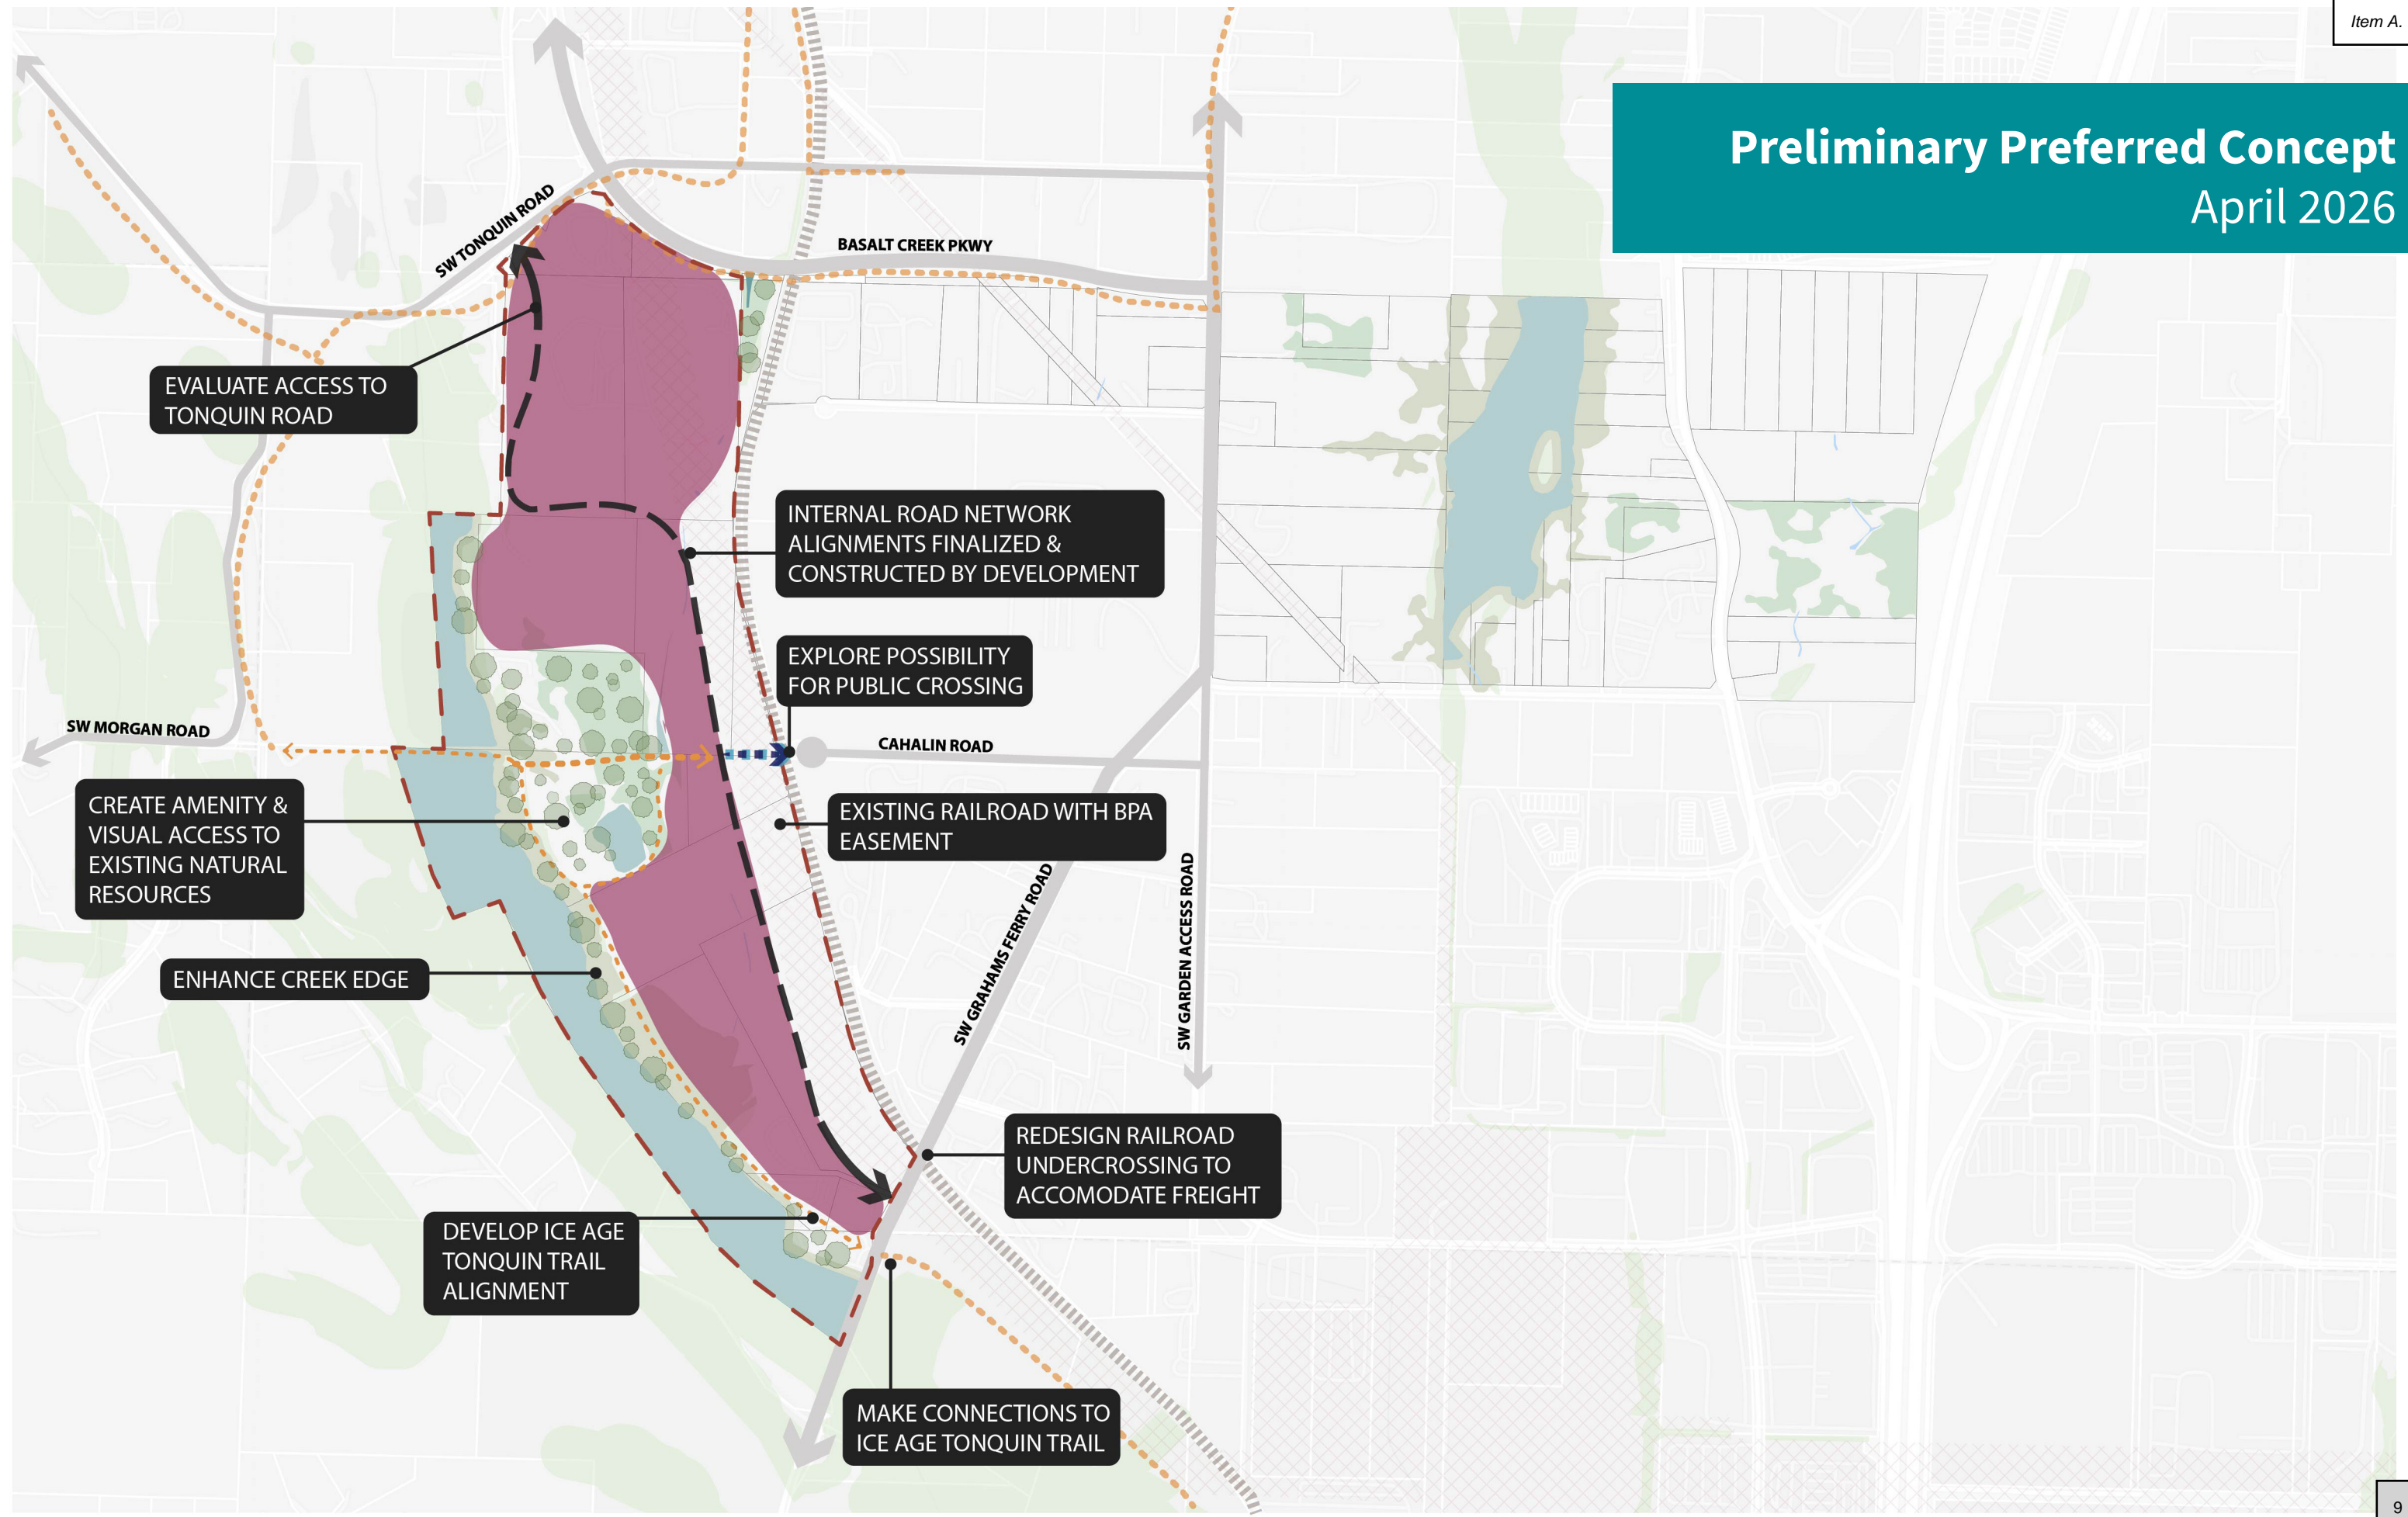 Item A.
Preliminary Preferred Concept
April 2026
SW TONQUIN ROAD
BASALT CREEK PKWY
EVALUATE ACCESS TO
TONQUIN ROAD
INTERNAL ROAD NETWORK
ALIGNMENTS FINALIZED &
CONSTRUCTED BY DEVELOPMENT
EXPLORE POSSIBILITY
FOR PUBLIC CROSSING
SW MORGAN ROAD
CAHALIN ROAD
CREATE AMENITY &
VISUAL ACCESS TO
EXISTING NATURAL
RESOURCES
EXISTING RAILROAD WITH BPA
EASEMENT
SW GRAHAMS FERRY ROAD
SW GARDEN ACCESS ROAD
ENHANCE CREEK EDGE
REDESIGN RAILROAD
UNDERCROSSING TO
ACCOMODATE FREIGHT
DEVELOP ICE AGE
TONQUIN TRAIL
ALIGNMENT
MAKE CONNECTIONS TO
ICE AGE TONQUIN TRAIL
9